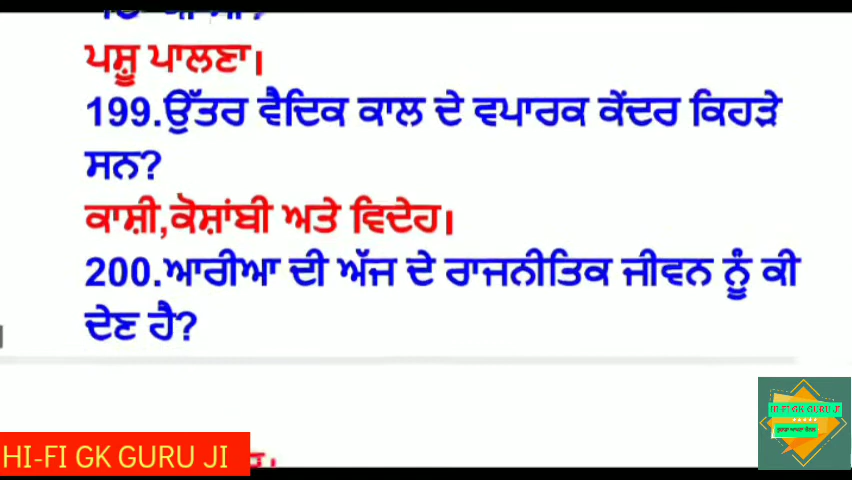 ਪਸ਼ੂ ਪਾਲਣਾ।
199.ਉੱਤਰ ਵੈਦਿਕ ਕਾਲ ਦੇ ਵਪਾਰਕ ਕੇਂਦਰ ਕਿਹੜੇ
ਸਨ?
ਕਾਸ਼ੀ,ਕੋਸ਼ਾਂਬੀ ਅਤੇ ਵਿਦੇਹ।
200.ਆਰੀਆ ਦੀ ਅੱਜ ਦੇ ਰਾਜਨੀਤਿਕ ਜੀਵਨ ਨੂੰ ਕੀ
ਦੇਣ ਹੈ?
HI-FI GK GURU JI
HI-FI GK GURU JI